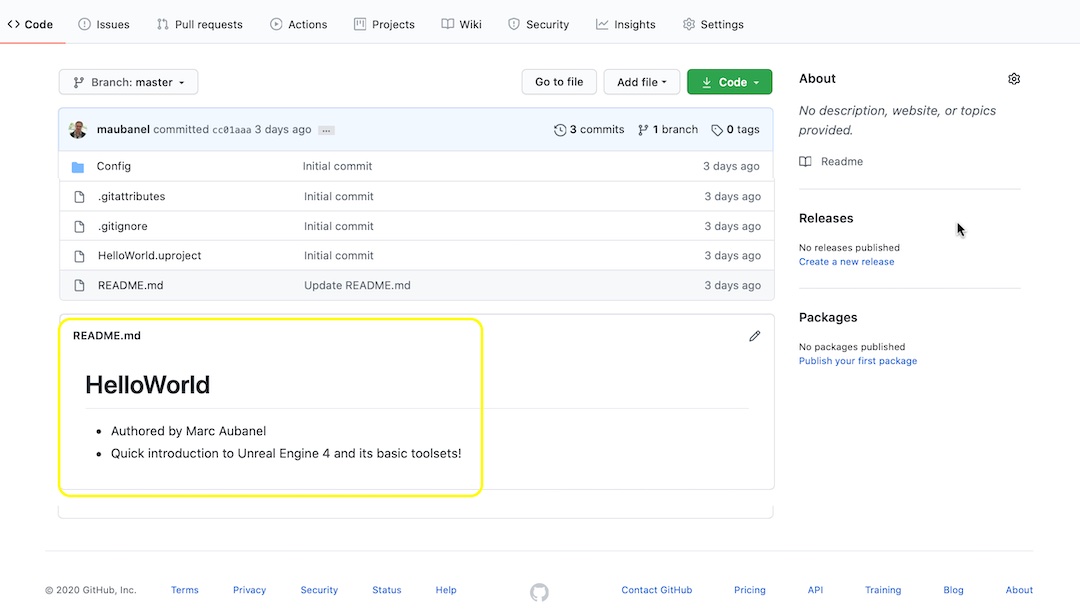 Code Issues Pull requests Actions Projects Wiki Security Insights Settings
Branch: master Go to file Add file Code
About
No description, website, or topics
provided.
Readme
maubanel committed cc01aaa 3 days ago ... 3 commits 1 branch 0 tags
Config Initial commit 3 days ago
.gitattributes Initial commit 3 days ago
.gitignore Initial commit 3 days ago
HelloWorld.uproject Initial commit 3 days ago
README.md Update README.md 3 days ago
Releases
No releases published
Create a new release
Packages
No packages published
Publish your first package
README.md
HelloWorld
• Authored by Marc Aubanel
• Quick introduction to Unreal Engine 4 and its basic toolsets!
© 2020 GitHub, Inc. Terms Privacy Security Status Help Contact GitHub Pricing API Training Blog About